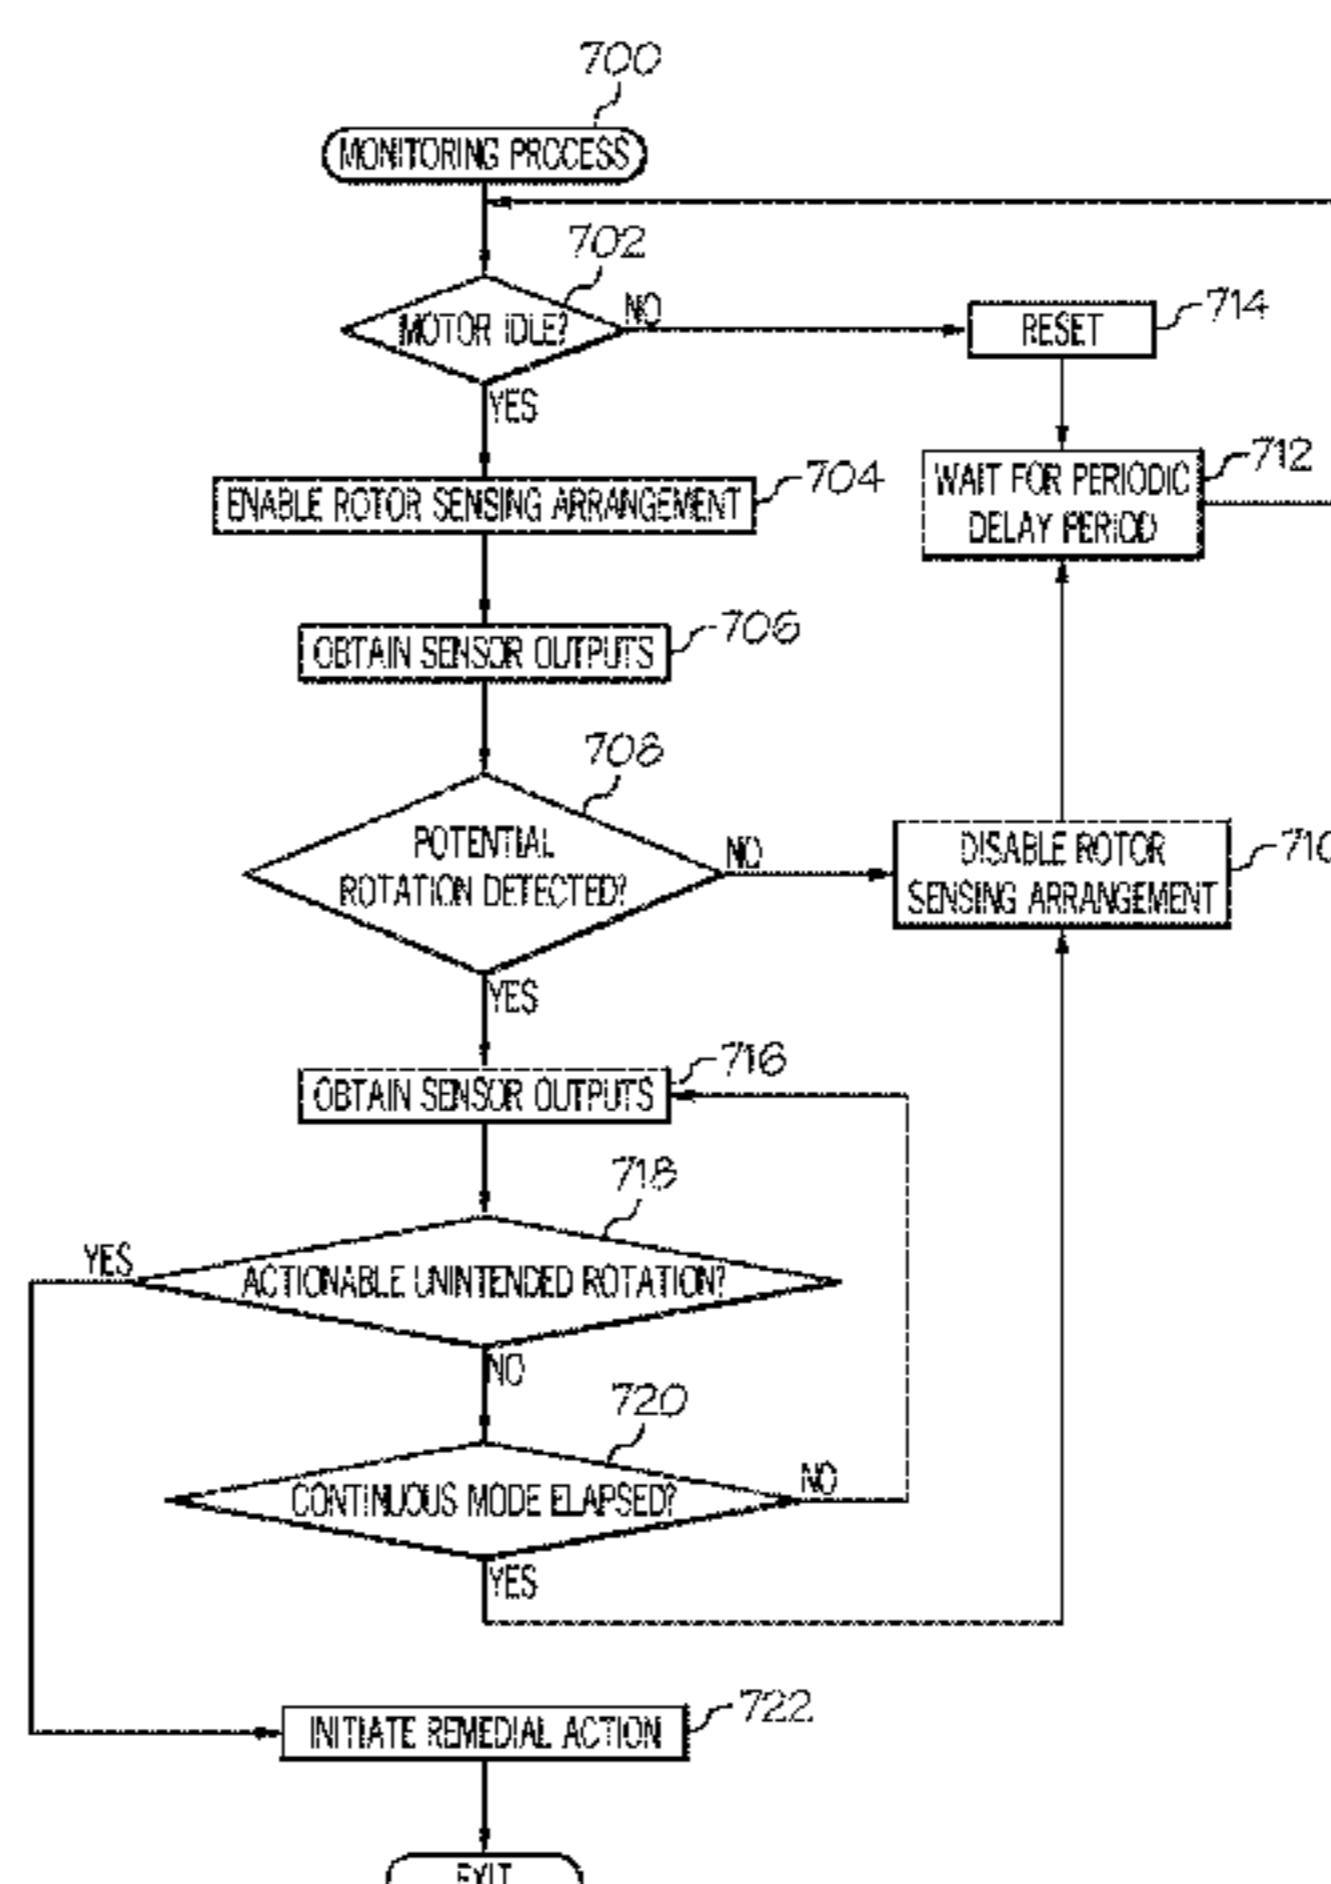 700
MONITORING PROCESS
702
MOTOR IDLE?
NO
RESET
714
YES
ENABLE ROTOR SENSING ARRANGEMENT
704
WAIT FOR PERIODIC
DELAY PERIOD
712
OBTAIN SENSOR OUTPUTS
706
708
POTENTIAL
ROTATION DETECTED?
NO
DISABLE ROTOR
SENSING ARRANGEMENT
710
YES
OBTAIN SENSOR OUTPUTS
716
718
YES
ACTIONABLE UNINTENDED ROTATION?
NO
720
CONTINUOUS MODE ELAPSED?
NO
YES
INITIATE REMEDIAL ACTION
722
EXIT